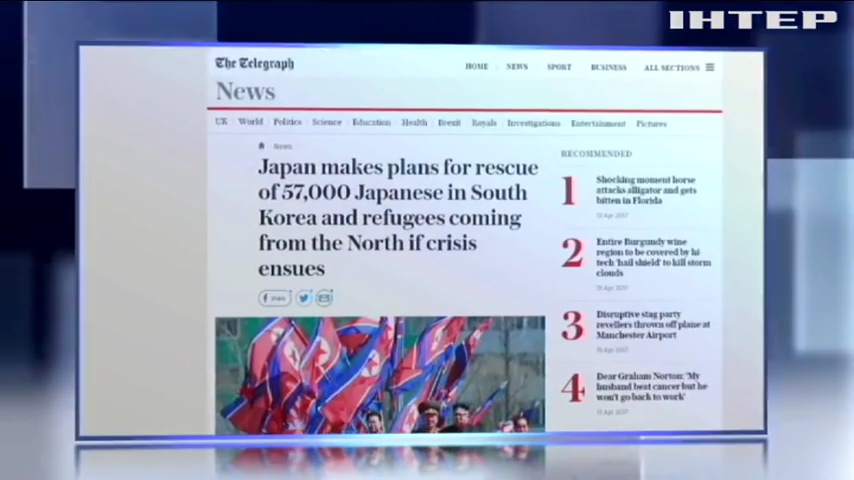 ІНТЕР
The Telegraph
HOME NEWS SPORT BUSINESS ALL SECTIONS
News
UK World Politics Science Education Health Brexit Royals Investigations Entertainment Pictures
News
Japan makes plans for rescue
of 57,000 Japanese in South
Korea and refugees coming
from the North if crisis
ensues
RECOMMENDED
1
Shocking moment horse
attacks alligator and gets
bitten in Florida
2
Entire Burgundy wine
region to be covered by hi-
tech 'hail shield' to kill storm
clouds
3
Disruptive stag party
revellers thrown off plane at
Manchester Airport
4
Dear Graham Norton: 'My
husband beat cancer but he
won't go back to work'